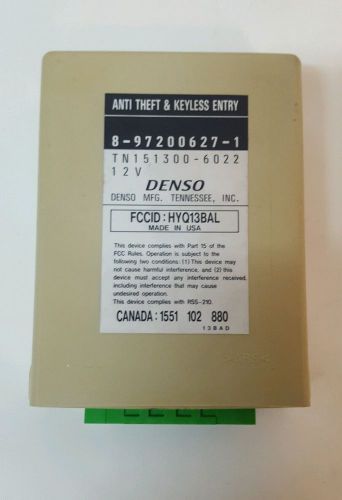 ANTI THEFT & KEYLESS ENTRY
8-97200627-1
TN151300-6022
12V
DENSO
DENSO MFG. TENNESSEE, INC.
FCCID: HYQ13BAL
MADE IN USA
This device complies with Part 15 of the
FCC Rules. Operation is subject to the
following two conditions: (1) This device may
not cause harmful interference, and (2) this
device must accept any interference received,
including interference that may cause
undesired operation.
This device complies with RSS-210.
CANADA: 1551 102 880
13BAD